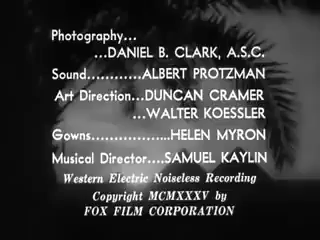 Photography...
...DANIEL B. CLARK, A.S.C.
Sound............ALBERT PROTZMAN
Art Direction...DUNCAN CRAMER
...WALTER KOESSLER
Gowns................HELEN MYRON
Musical Director....SAMUEL KAYLIN
Western Electric Noiseless Recording
Copyright MCMXXXV by
FOX FILM CORPORATION